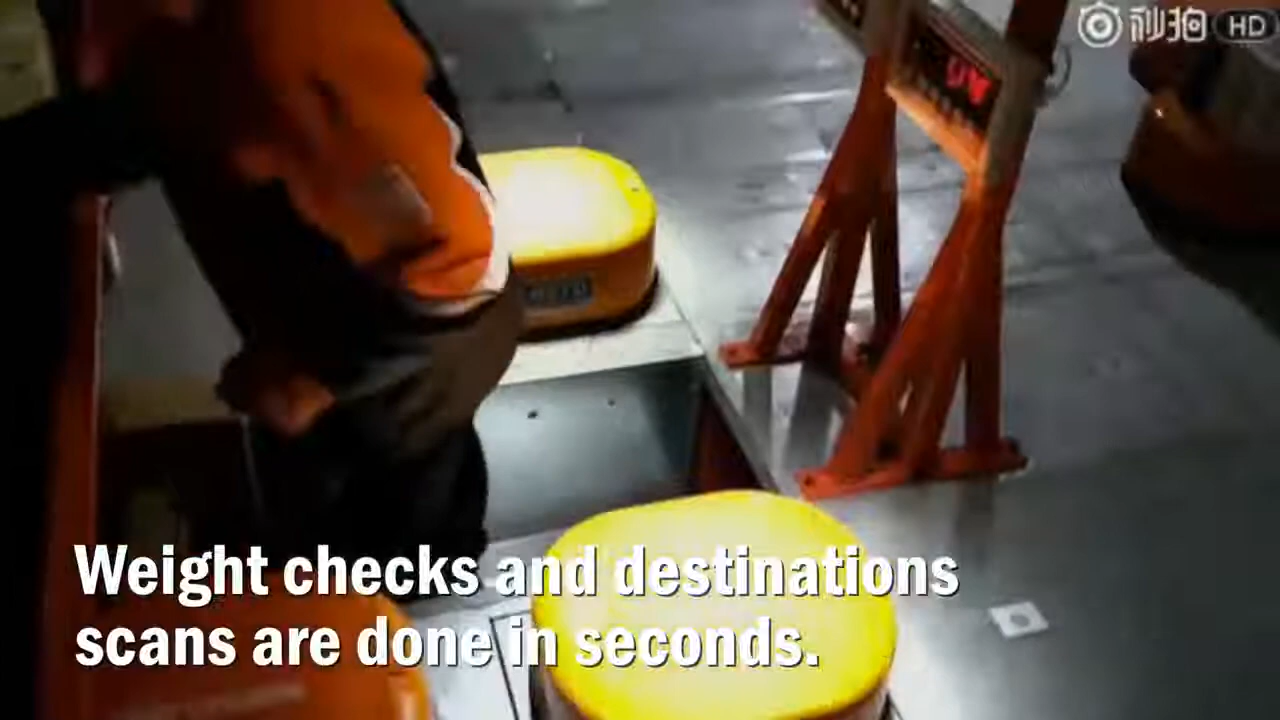 秒拍 HD
Weight checks and destinations
scans are done in seconds.